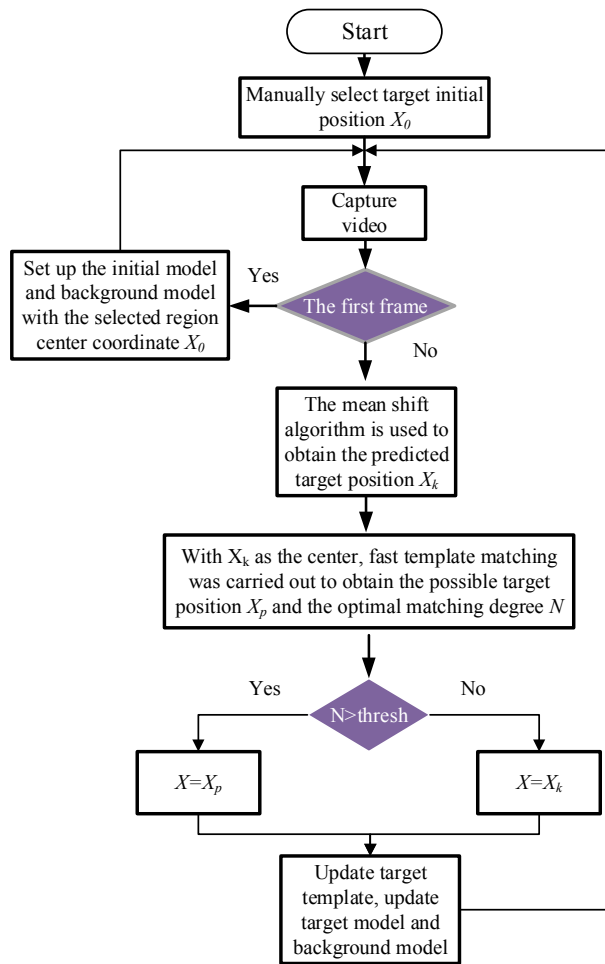 Start
Manually select target initial
position X0
Capture
video
Set up the initial model
and background model
with the selected region
center coordinate X0
Yes
The first frame
No
The mean shift
algorithm is used to
obtain the predicted
target position Xk
With Xk as the center, fast template matching
was carried out to obtain the possible target
position Xp and the optimal matching degree N
Yes
No
N>thresh
X=Xp
X=Xk
Update target
template, update
target model and
background model